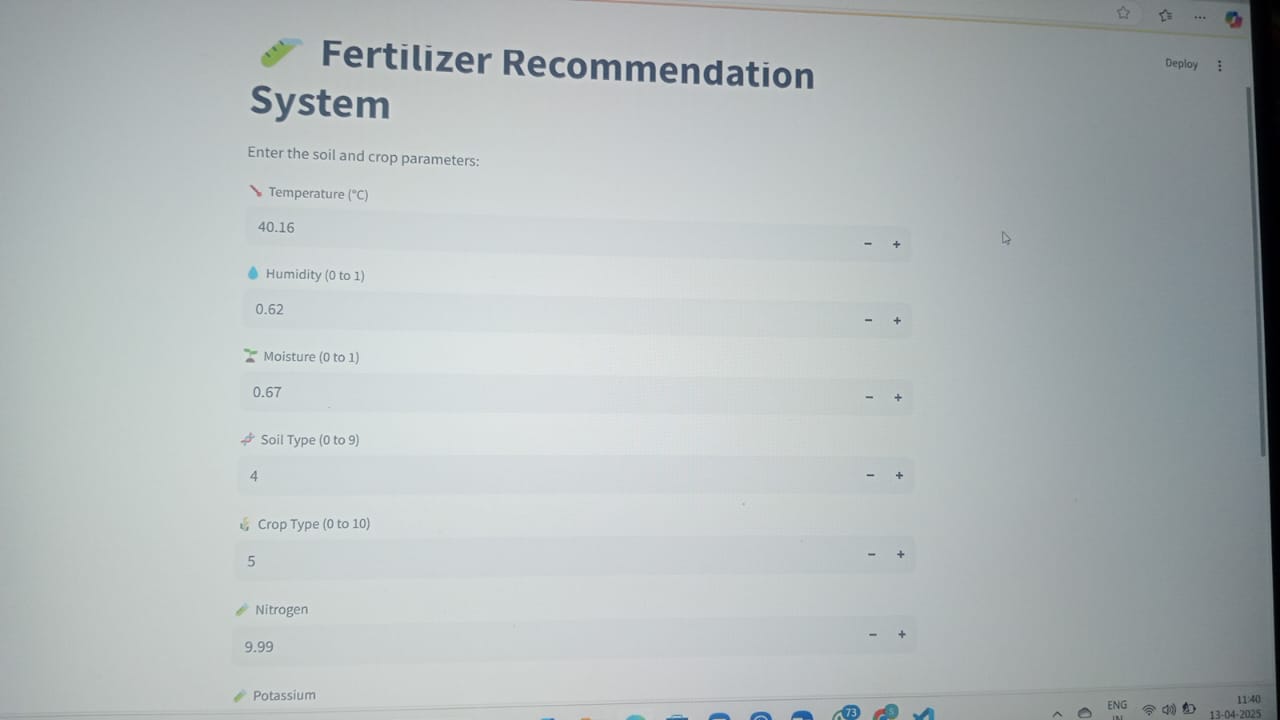 Deploy
Fertilizer Recommendation
System
Enter the soil and crop parameters:
Temperature (°C)
40.16
Humidity (0 to 1)
0.62
Moisture (0 to 1)
0.67
Soil Type (0 to 9)
4
Crop Type (0 to 10)
5
Nitrogen
9.99
Potassium
73
5
ENG
IN
11:40
13-04-2025